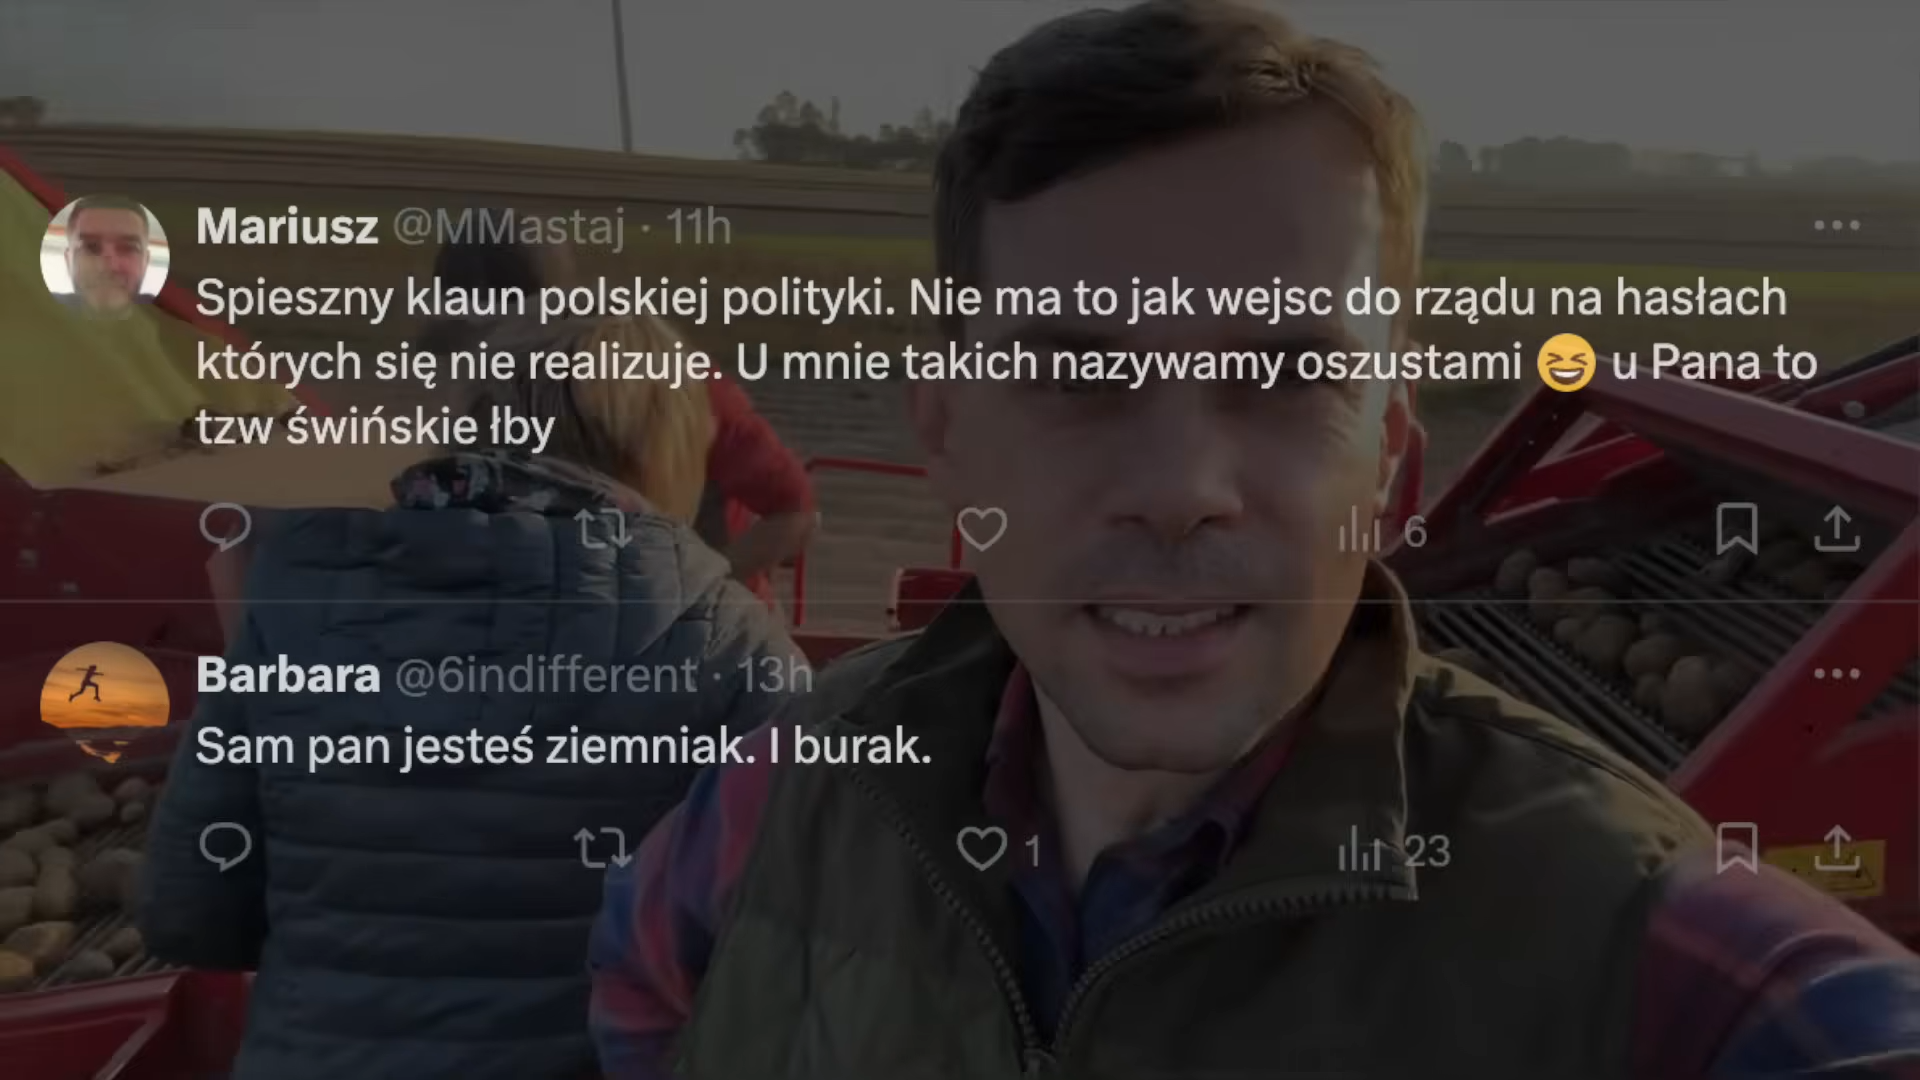 Mariusz @MMastaj · 11h
Spieszny klaun polskiej polityki. Nie ma to jak wejsc do rządu na hasłach
których się nie realizuje. U mnie takich nazywamy oszustami 😆 u Pana to
tzw świńskie łby
6
Barbara @6indifferent · 13h
Sam pan jesteś ziemniak. I burak.
1 23